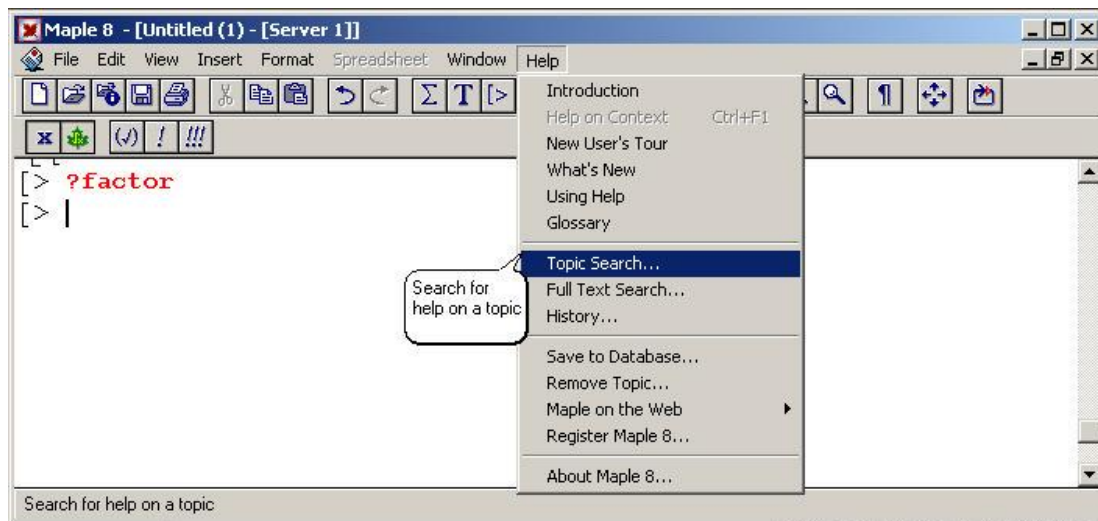 Maple 8 - [Untitled (1) - [Server 1]]
File Edit View Insert Format Spreadsheet Window Help
Σ T [> ¶
x (√) ! !!!
[> ?factor
[>
Introduction
Help on Context Ctrl+F1
New User's Tour
What's New
Using Help
Glossary
Topic Search...
Full Text Search...
History...
Save to Database...
Remove Topic...
Maple on the Web
Register Maple 8...
About Maple 8...
Search for
help on a topic
Search for help on a topic